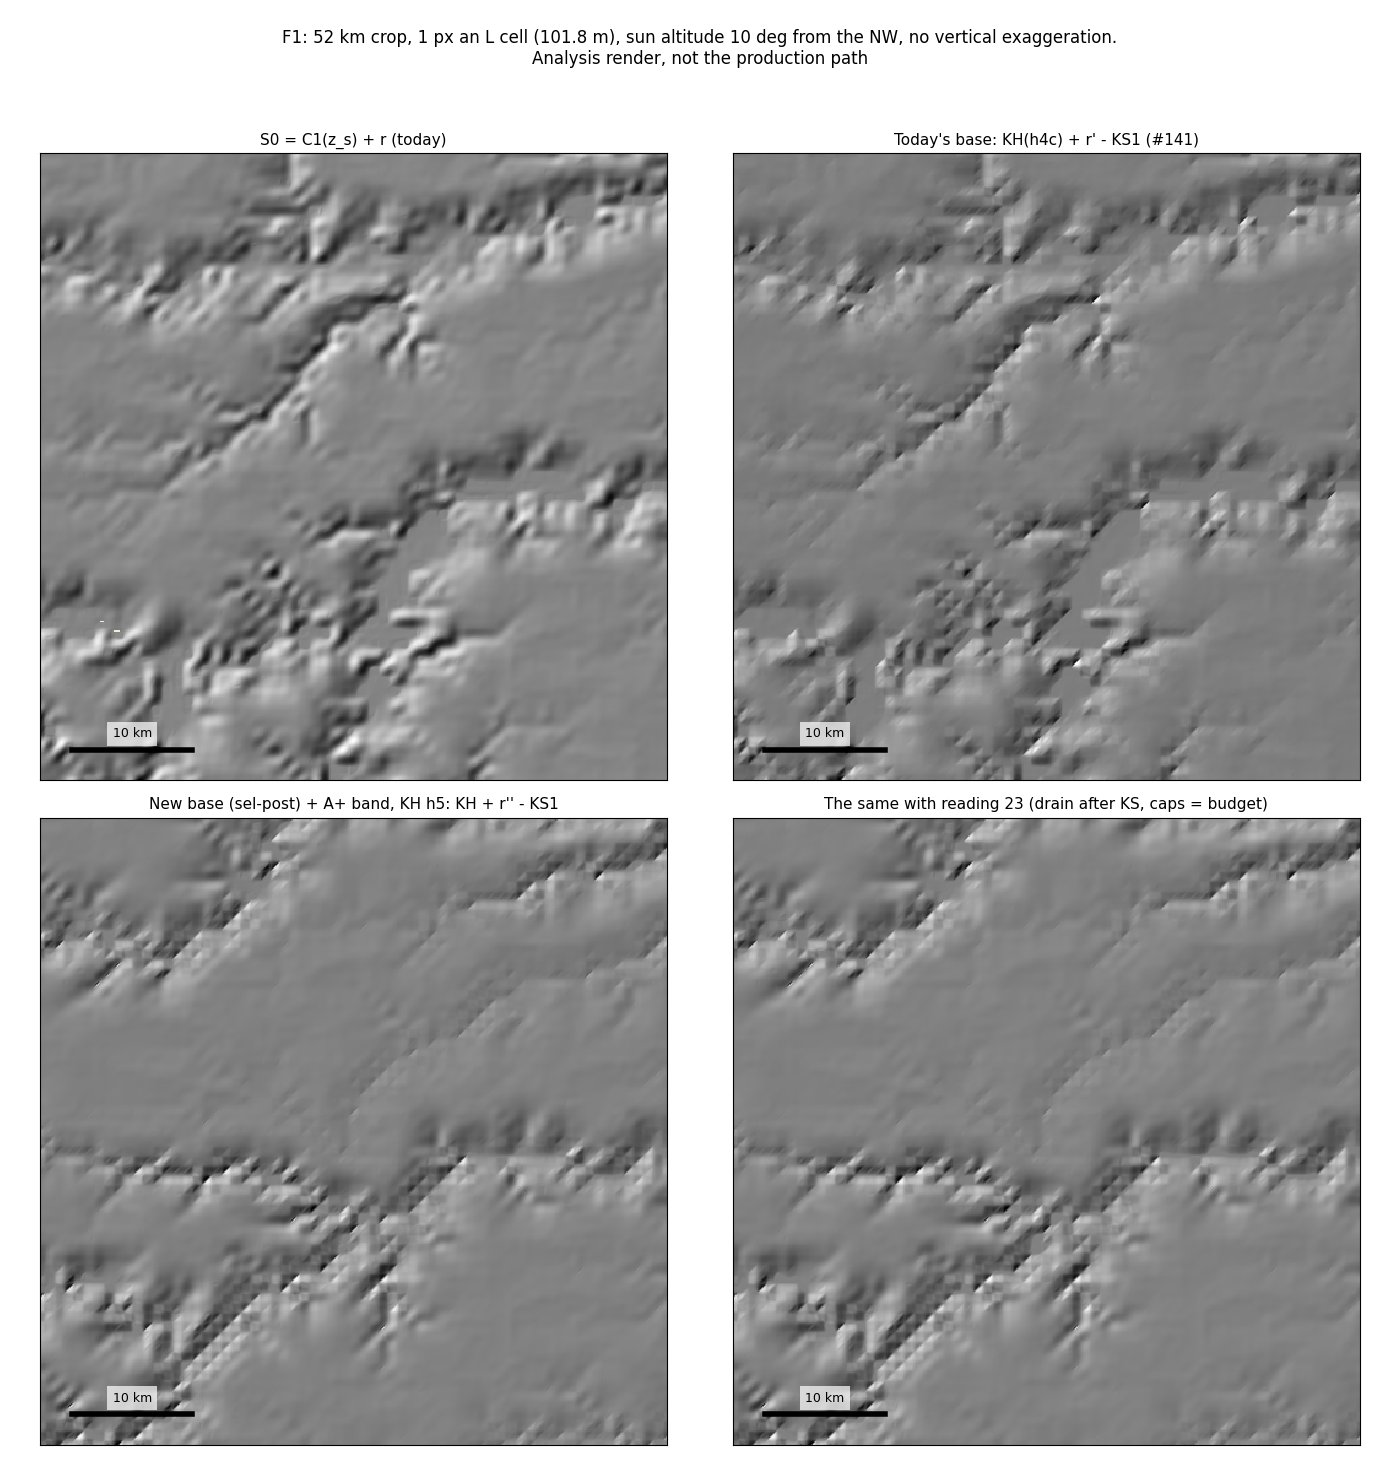 F1: 52 km crop, 1 px an L cell (101.8 m), sun altitude 10 deg from the NW, no vertical exaggeration.
Analysis render, not the production path
S0 = C1(z_s) + r (today)
Today's base: KH(h4c) + r' - KS1 (#141)
10 km
10 km
New base (sel-post) + A+ band, KH h5: KH + r'' - KS1
The same with reading 23 (drain after KS, caps = budget)
10 km
10 km